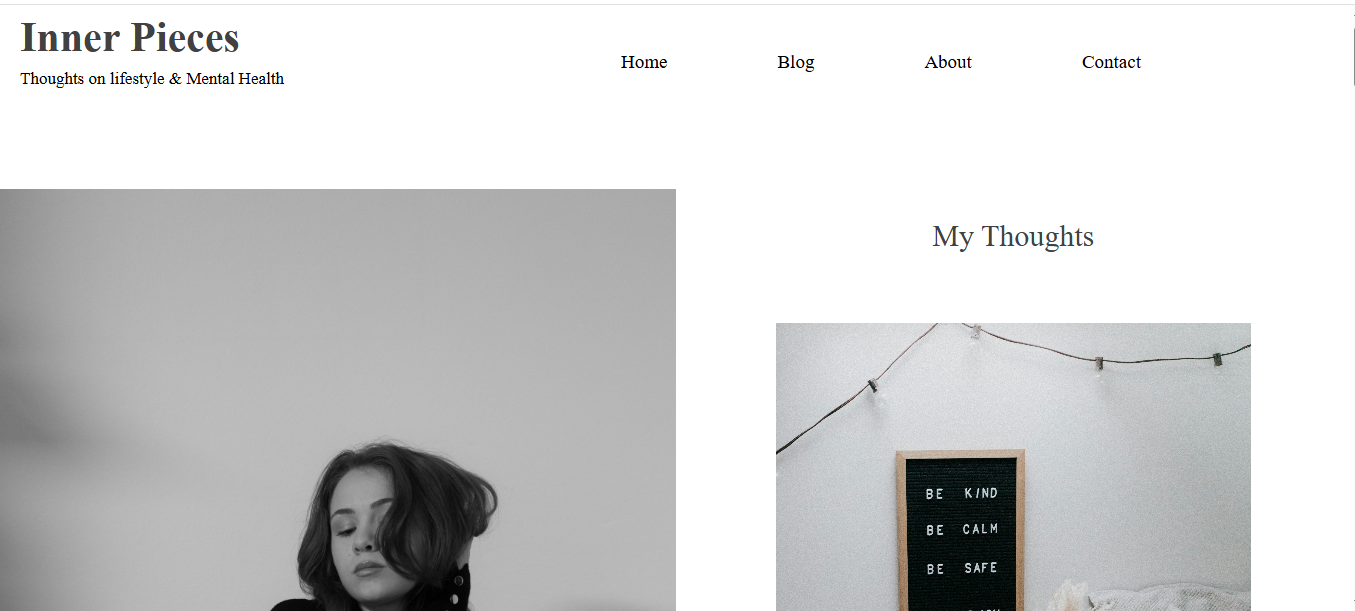 Inner Pieces
Thoughts on lifestyle & Mental Health
Home Blog About Contact
My Thoughts
BE KIND
BE CALM
BE SAFE